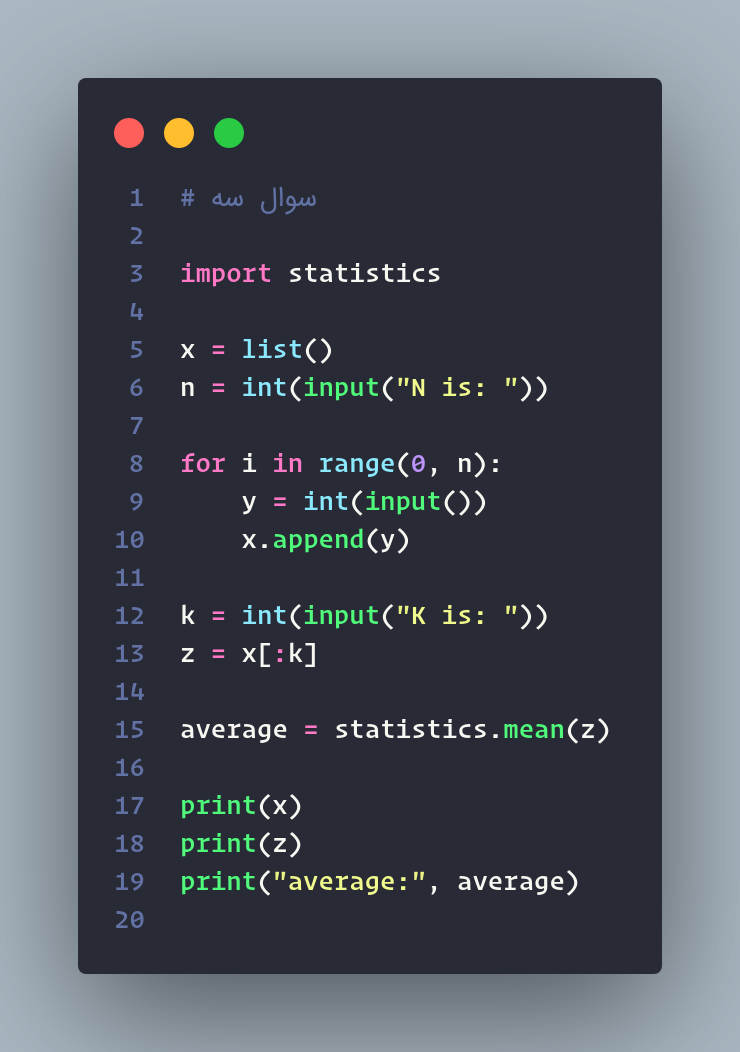 1 # سوال سه
2
3 import statistics
4
5 x = list()
6 n = int(input("N is: "))
7
8 for i in range(0, n):
9     y = int(input())
10     x.append(y)
11
12 k = int(input("K is: "))
13 z = x[:k]
14
15 average = statistics.mean(z)
16
17 print(x)
18 print(z)
19 print("average:", average)
20